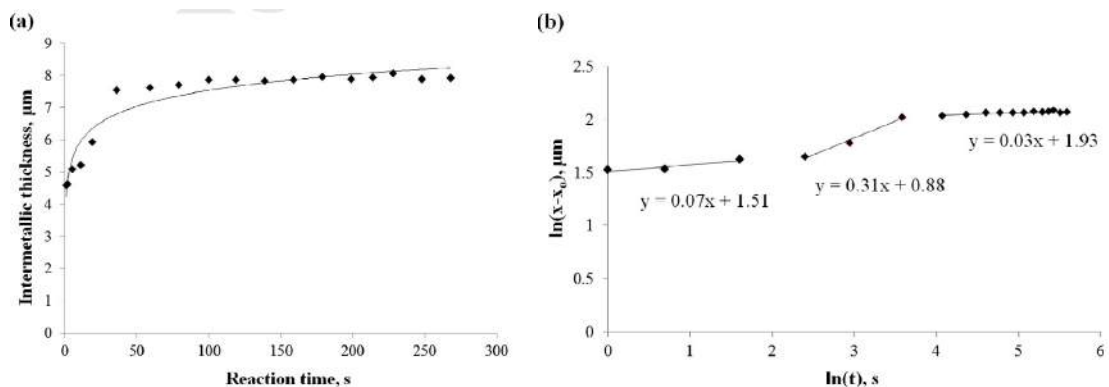 (a)
9
8
7
6
5
4
3
2
1
0
0 50 100 150 200 250 300
Intermetallic thickness, μm
Reaction time, s
(b)
2.5
2
1.5
1
0.5
0
0 1 2 3 4 5 6
ln(x-x₀), μm
ln(t), s
y = 0.07x + 1.51
y = 0.31x + 0.88
y = 0.03x + 1.93